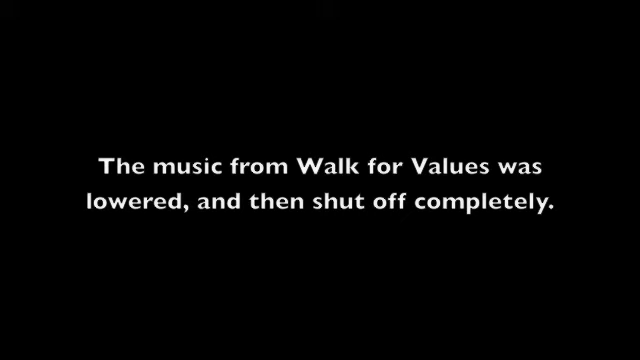 The music from Walk for Values was
lowered, and then shut off completely.